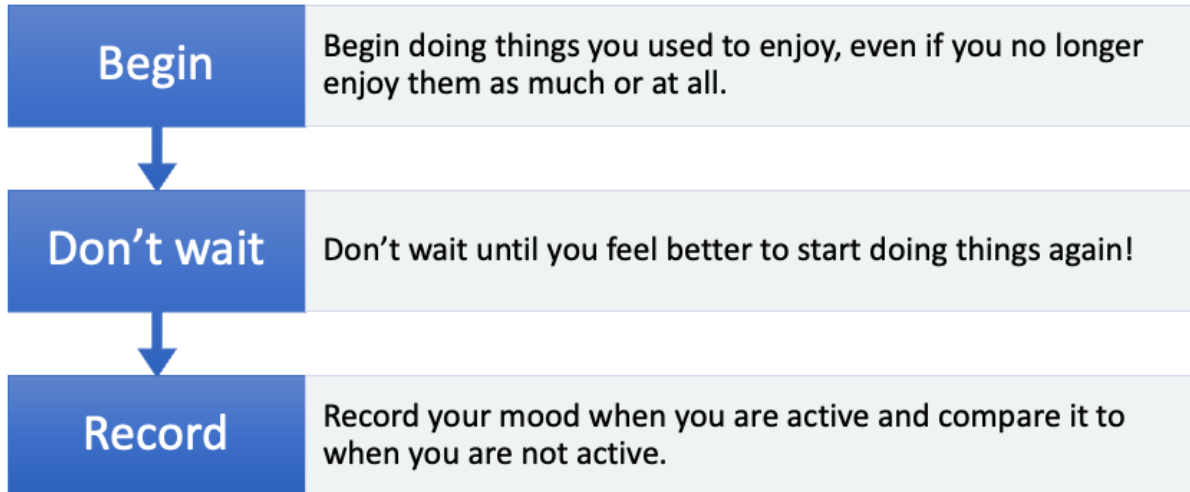 Begin
Begin doing things you used to enjoy, even if you no longer
enjoy them as much or at all.
Don’t wait
Don’t wait until you feel better to start doing things again!
Record
Record your mood when you are active and compare it to
when you are not active.